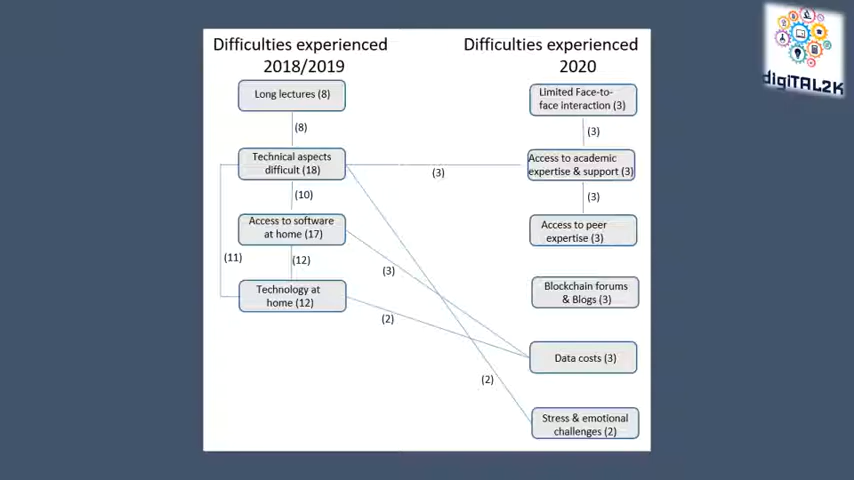 Difficulties experienced
2018/2019
Difficulties experienced
2020
Long lectures (8)
(8)
Technical aspects
difficult (18)
(10)
Access to software
at home (17)
(11)
(12)
Technology at
home (12)
(3)
(3)
(2)
(2)
Limited Face-to-
face interaction (3)
(3)
Access to academic
expertise & support (3)
(3)
Access to peer
expertise (3)
Blockchain forums
& Blogs (3)
Data costs (3)
Stress & emotional
challenges (2)
digiTAL2K